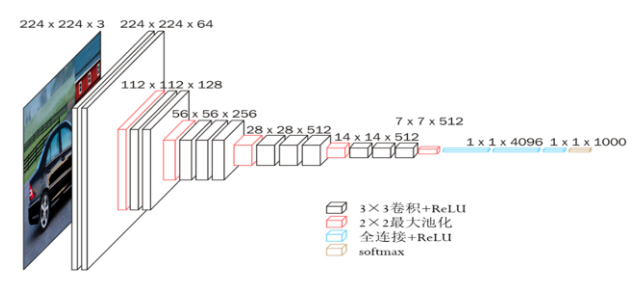 224 x 224 x 3
224 x 224 x 64
112 x 112 x 128
56 x 56 x 256
28 x 28 x 512
14 x 14 x 512
7 x 7 x 512
1 x 1 x 4096
1 x 1 x 1000
3×3卷积+ReLU
2×2最大池化
全连接+ReLU
softmax